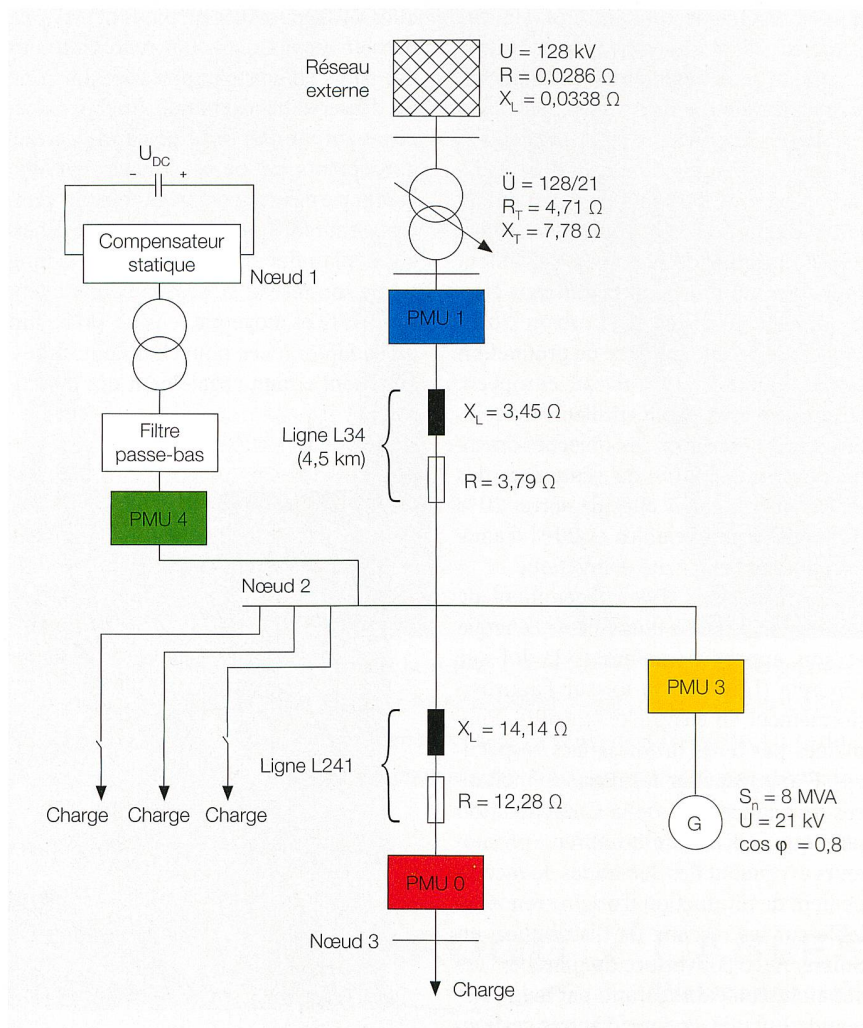 Réseau
externe
U = 128 kV
R = 0,0286 Ω
X_L = 0,0338 Ω
U_DC
− +
Compensateur
statique
Nœud 1
Ü = 128/21
R_T = 4,71 Ω
X_T = 7,78 Ω
PMU 1
Filtre
passe-bas
PMU 4
Ligne L34
(4,5 km)
X_L = 3,45 Ω
R = 3,79 Ω
Nœud 2
PMU 3
Ligne L241
X_L = 14,14 Ω
R = 12,28 Ω
Charge Charge Charge
G
S_n = 8 MVA
U = 21 kV
cos φ = 0,8
PMU 0
Nœud 3
Charge